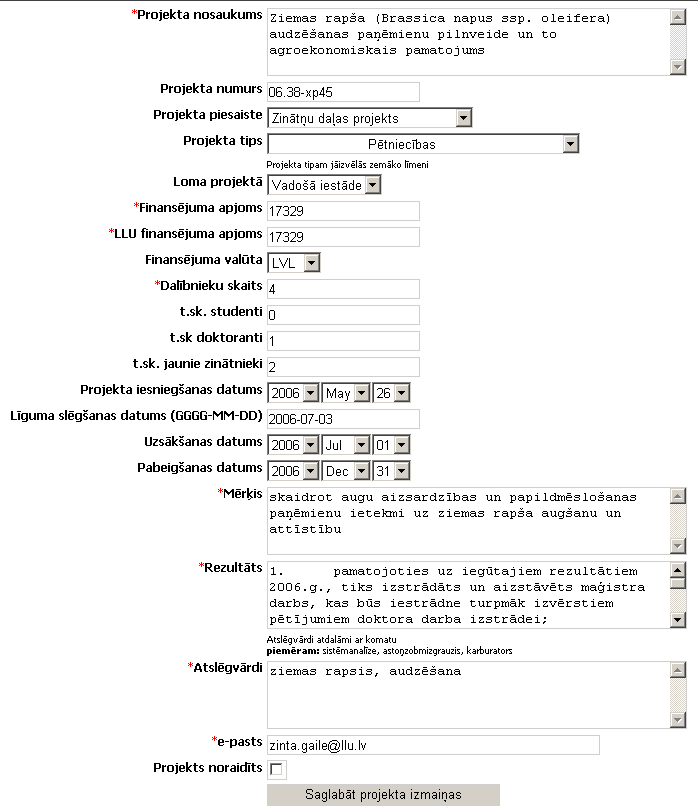 *Projekta nosaukums Ziemas rapša (Brassica napus ssp. oleifera)
audzēšanas paņēmienu pilnveide un to
agroekonomiskais pamatojums
Projekta numurs 06.38-xp45
Projekta piesaiste Zinātņu daļas projekts
Projekta tips Pētniecības
Projekta tipam jāizvēlās zemāko līmeni
Loma projektā Vadošā iestāde
*Finansējuma apjoms 17329
*LLU finansējuma apjoms 17329
Finansējuma valūta LVL
*Dalībnieku skaits 4
t.sk. studenti 0
t.sk doktoranti 1
t.sk. jaunie zinātnieki 2
Projekta iesniegšanas datums 2006 May 26
Līguma slēgšanas datums (GGGG-MM-DD) 2006-07-03
Uzsākšanas datums 2006 Jul 01
Pabeigšanas datums 2006 Dec 31
*Mērķis skaidrot augu aizsardzības un papildmēslošanas
paņēmienu ietekmi uz ziemas rapša augšanu un
attīstību
*Rezultāts 1. pamatojoties uz iegūtajiem rezultātiem
2006.g., tiks izstrādāts un aizstāvēts maģistra
darbs, kas būs iestrādne turpmāk izvērstiem
pētījumiem doktora darba izstrādei;
Atslēgvārdi atdalāmi ar komatu
piemēram: sistēmanalīze, astoņzobmizgrauzis, karburators
*Atslēgvārdi ziemas rapsis, audzēšana
*e-pasts zinta.gaile@llu.lv
Projekts noraidīts
Saglabāt projekta izmaiņas